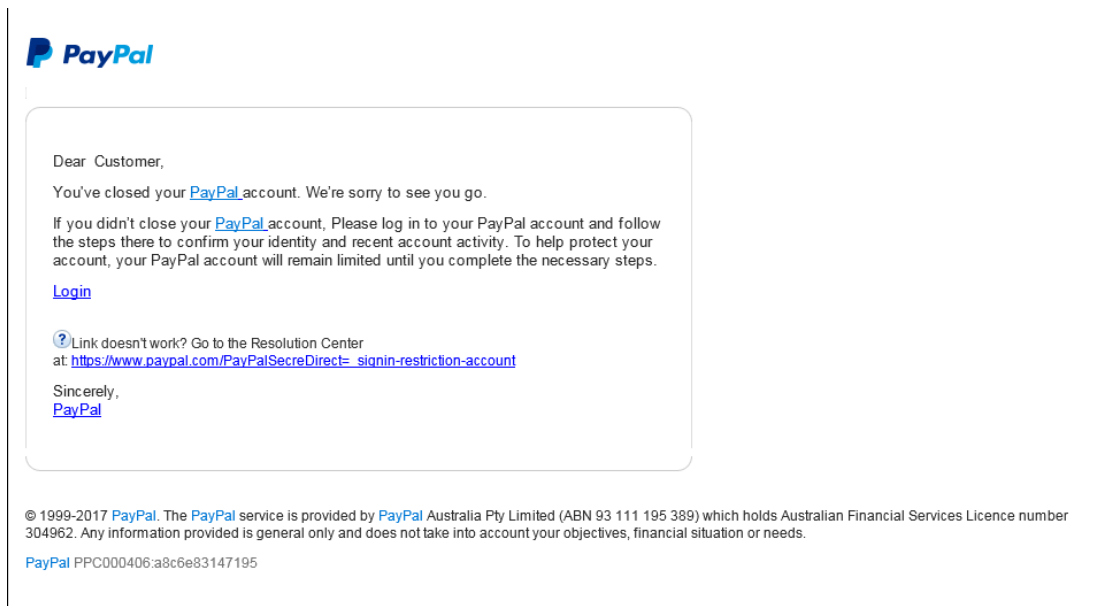 PayPal
Dear Customer,
You've closed your PayPal account. We're sorry to see you go.
If you didn't close your PayPal account, Please log in to your PayPal account and follow
the steps there to confirm your identity and recent account activity. To help protect your
account, your PayPal account will remain limited until you complete the necessary steps.
Login
Link doesn't work? Go to the Resolution Center
at: https://www.paypal.com/PayPalSecreDirect=_signin-restriction-account
Sincerely,
PayPal
© 1999-2017 PayPal. The PayPal service is provided by PayPal Australia Pty Limited (ABN 93 111 195 389) which holds Australian Financial Services Licence number
304962. Any information provided is general only and does not take into account your objectives, financial situation or needs.
PayPal PPC000406:a8c6e83147195